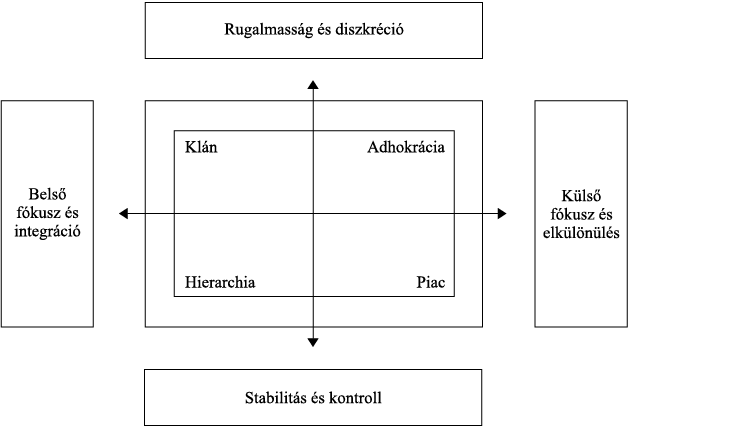 Rugalmasság és diszkréció
Klán
Adhokrácia
Belső
fókusz és
integráció
Külső
fókusz és
elkülönülés
Hierarchia
Piac
Stabilitás és kontroll